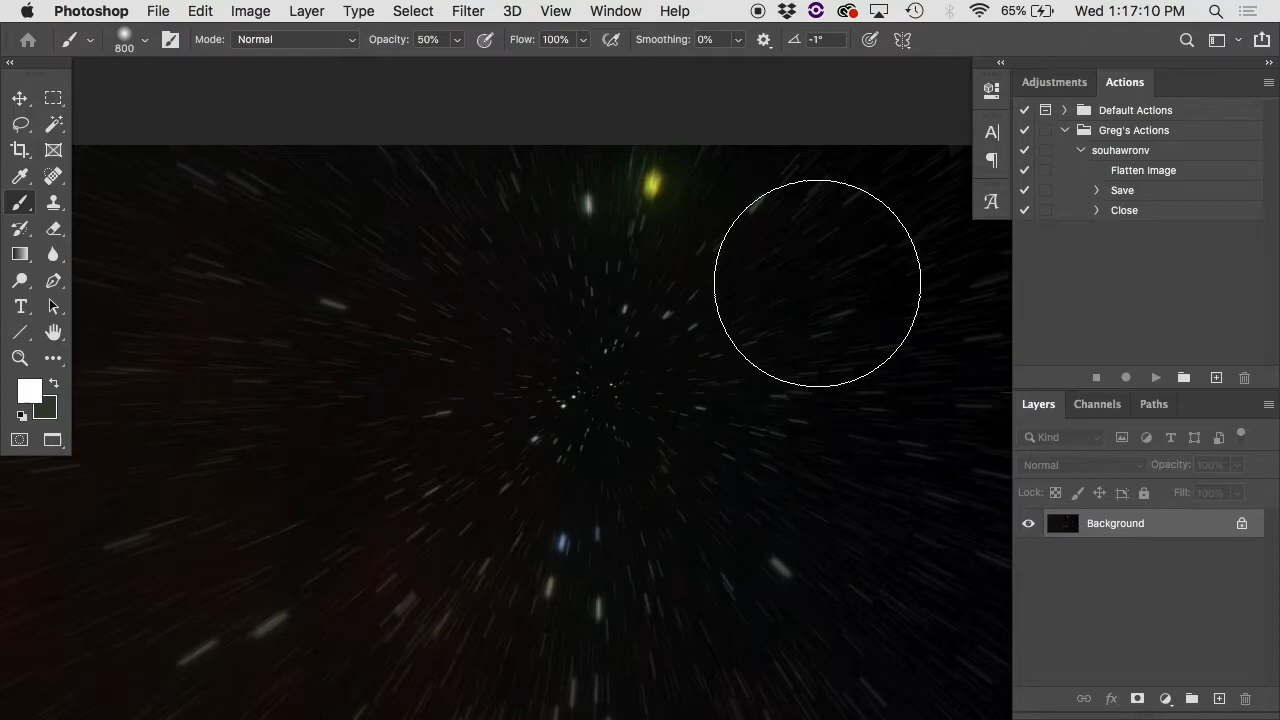 Photoshop File Edit Image Layer Type Select Filter 3D View Window Help 65% Wed 1:17:10 PM
800 Mode: Normal Opacity: 50% Flow: 100% Smoothing: 0% -1°
Adjustments Actions
Default Actions
Greg's Actions
souhawronv
Flatten Image
Save
Close
Layers Channels Paths
Kind
Normal Opacity: 100%
Lock: Fill: 100%
Background